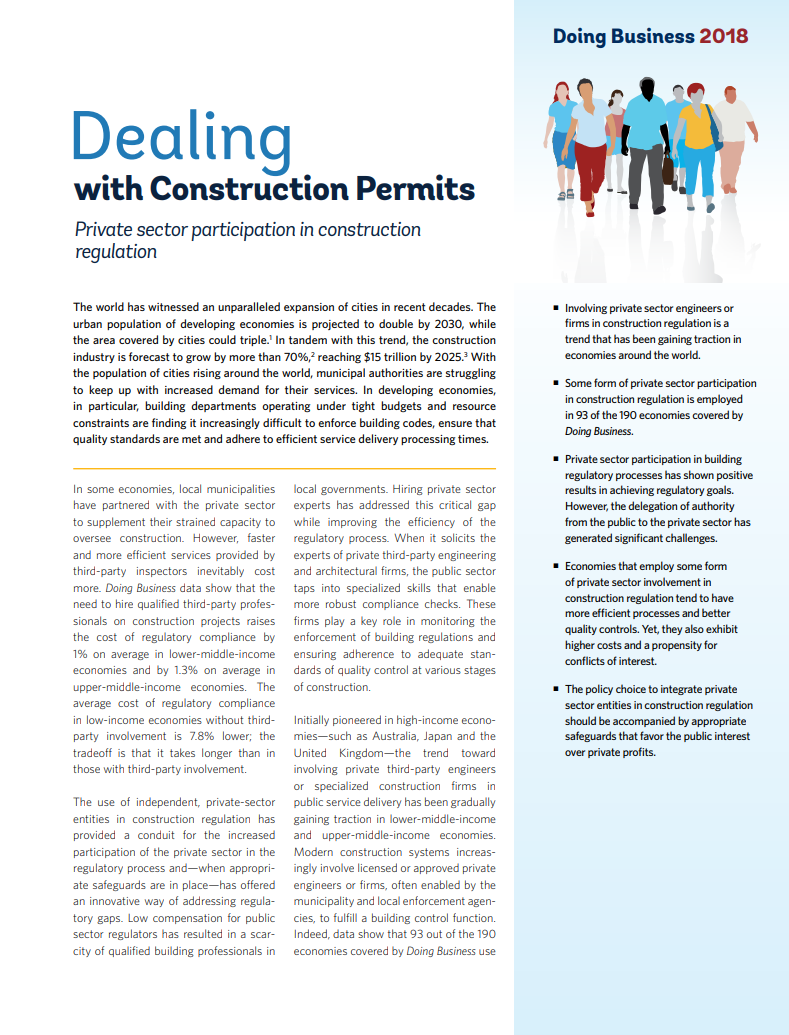 Doing Business 2018
Dealing
with Construction Permits
Private sector participation in construction
regulation
The world has witnessed an unparalleled expansion of cities in recent decades. The
urban population of developing economies is projected to double by 2030, while
the area covered by cities could triple.¹ In tandem with this trend, the construction
industry is forecast to grow by more than 70%,² reaching $15 trillion by 2025.³ With
the population of cities rising around the world, municipal authorities are struggling
to keep up with increased demand for their services. In developing economies,
in particular, building departments operating under tight budgets and resource
constraints are finding it increasingly difficult to enforce building codes, ensure that
quality standards are met and adhere to efficient service delivery processing times.
In some economies, local municipalities
have partnered with the private sector
to supplement their strained capacity to
oversee construction. However, faster
and more efficient services provided by
third-party inspectors inevitably cost
more. Doing Business data show that the
need to hire qualified third-party profes-
sionals on construction projects raises
the cost of regulatory compliance by
1% on average in lower-middle-income
economies and by 1.3% on average in
upper-middle-income economies. The
average cost of regulatory compliance
in low-income economies without third-
party involvement is 7.8% lower; the
tradeoff is that it takes longer than in
those with third-party involvement.
The use of independent, private-sector
entities in construction regulation has
provided a conduit for the increased
participation of the private sector in the
regulatory process and—when appropri-
ate safeguards are in place—has offered
an innovative way of addressing regula-
tory gaps. Low compensation for public
sector regulators has resulted in a scar-
city of qualified building professionals in
local governments. Hiring private sector
experts has addressed this critical gap
while improving the efficiency of the
regulatory process. When it solicits the
experts of private third-party engineering
and architectural firms, the public sector
taps into specialized skills that enable
more robust compliance checks. These
firms play a key role in monitoring the
enforcement of building regulations and
ensuring adherence to adequate stan-
dards of quality control at various stages
of construction.
Initially pioneered in high-income econo-
mies—such as Australia, Japan and the
United Kingdom—the trend toward
involving private third-party engineers
or specialized construction firms in
public service delivery has been gradually
gaining traction in lower-middle-income
and upper-middle-income economies.
Modern construction systems increas-
ingly involve licensed or approved private
engineers or firms, often enabled by the
municipality and local enforcement agen-
cies, to fulfill a building control function.
Indeed, data show that 93 out of the 190
economies covered by Doing Business use
▪ Involving private sector engineers or
firms in construction regulation is a
trend that has been gaining traction in
economies around the world.
▪ Some form of private sector participation
in construction regulation is employed
in 93 of the 190 economies covered by
Doing Business.
▪ Private sector participation in building
regulatory processes has shown positive
results in achieving regulatory goals.
However, the delegation of authority
from the public to the private sector has
generated significant challenges.
▪ Economies that employ some form
of private sector involvement in
construction regulation tend to have
more efficient processes and better
quality controls. Yet, they also exhibit
higher costs and a propensity for
conflicts of interest.
▪ The policy choice to integrate private
sector entities in construction regulation
should be accompanied by appropriate
safeguards that favor the public interest
over private profits.